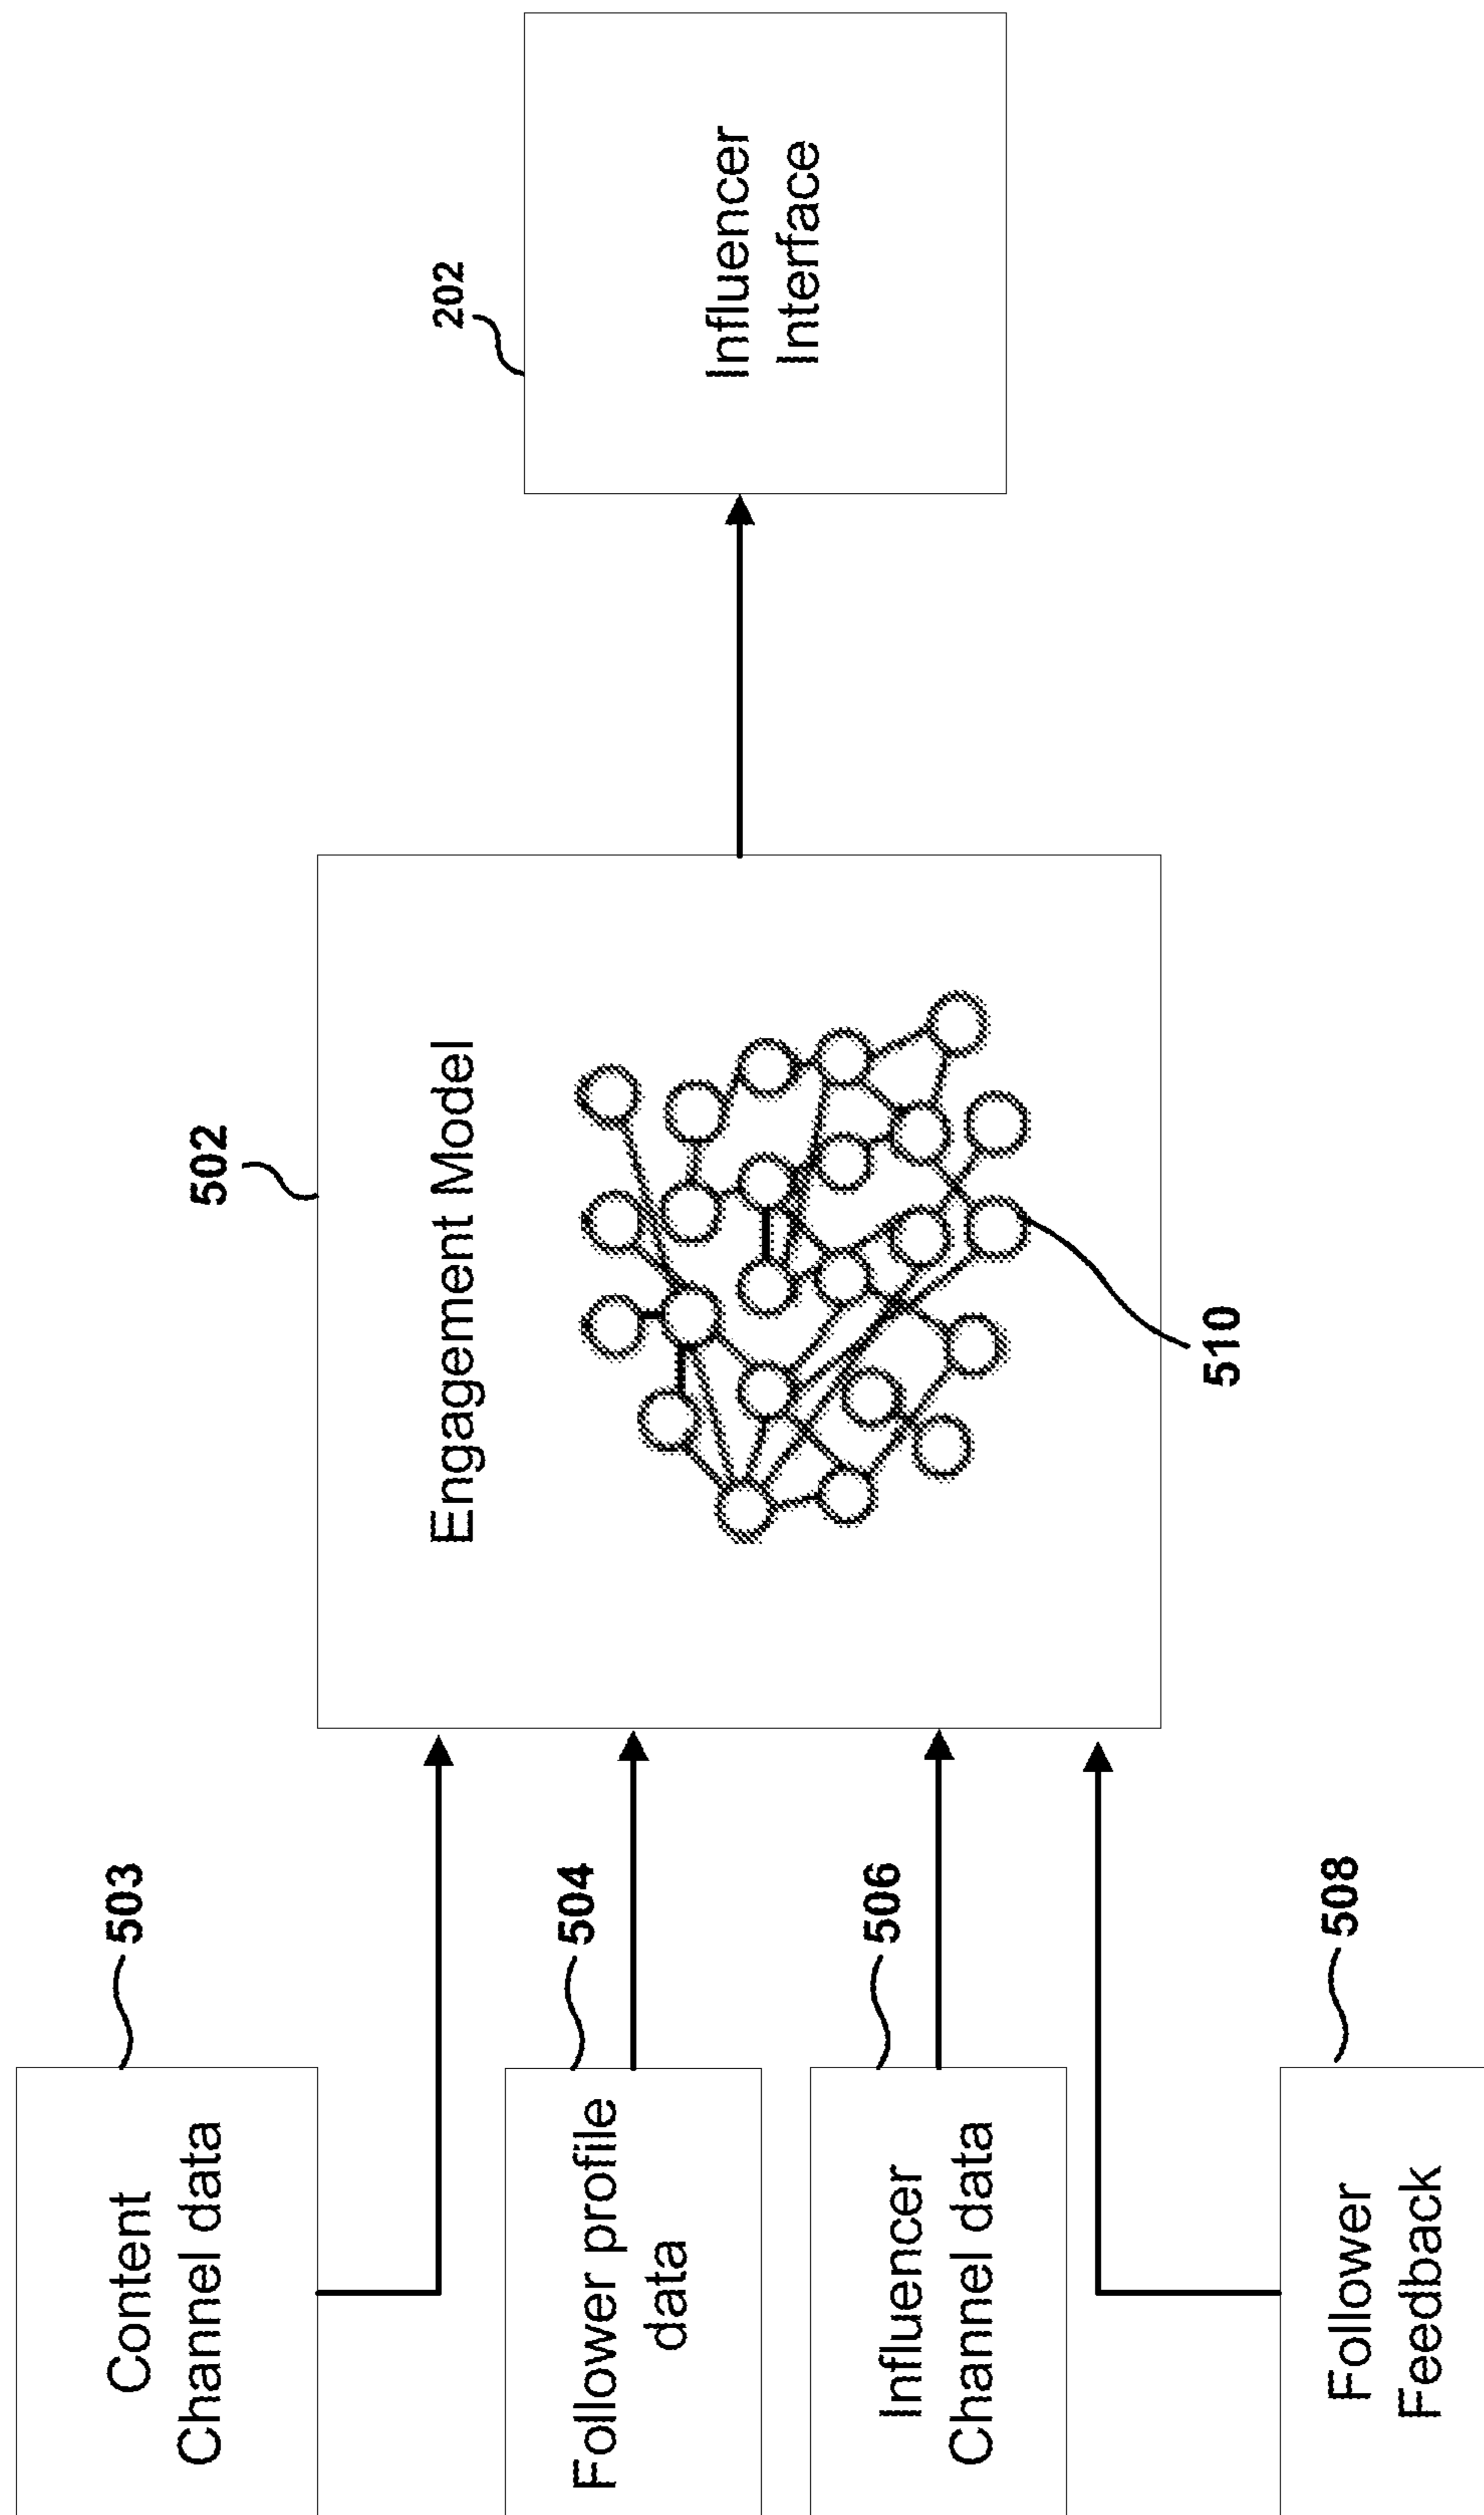 503
Content
Channel data
504
Follower profile
data
506
Influencer
Channel data
508
Follower
Feedback
502
Engagement Model
510
202
Influencer
Interface